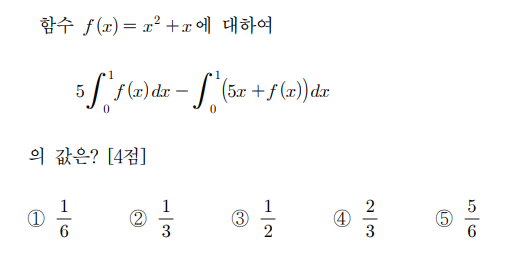 함수 f(x) = x² + x 에 대하여
5∫₀¹ f(x)dx − ∫₀¹ (5x + f(x))dx
의 값은? [4점]
① 1/6 ② 1/3 ③ 1/2 ④ 2/3 ⑤ 5/6